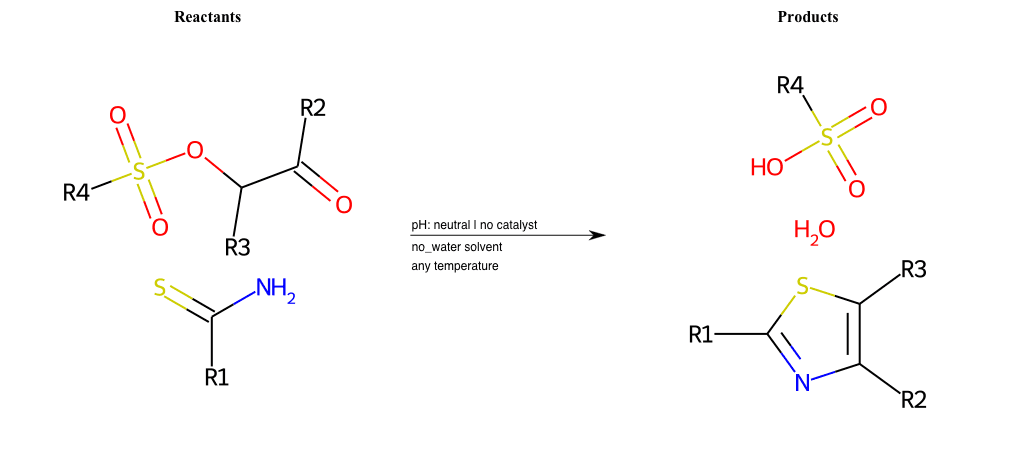 Reactants
Products
R4
S
O
O
O
R3
R2
O
S
NH2
R1
pH: neutral | no catalyst
no_water solvent
any temperature
R4
S
O
HO
O
H2O
S
R3
R1
N
R2